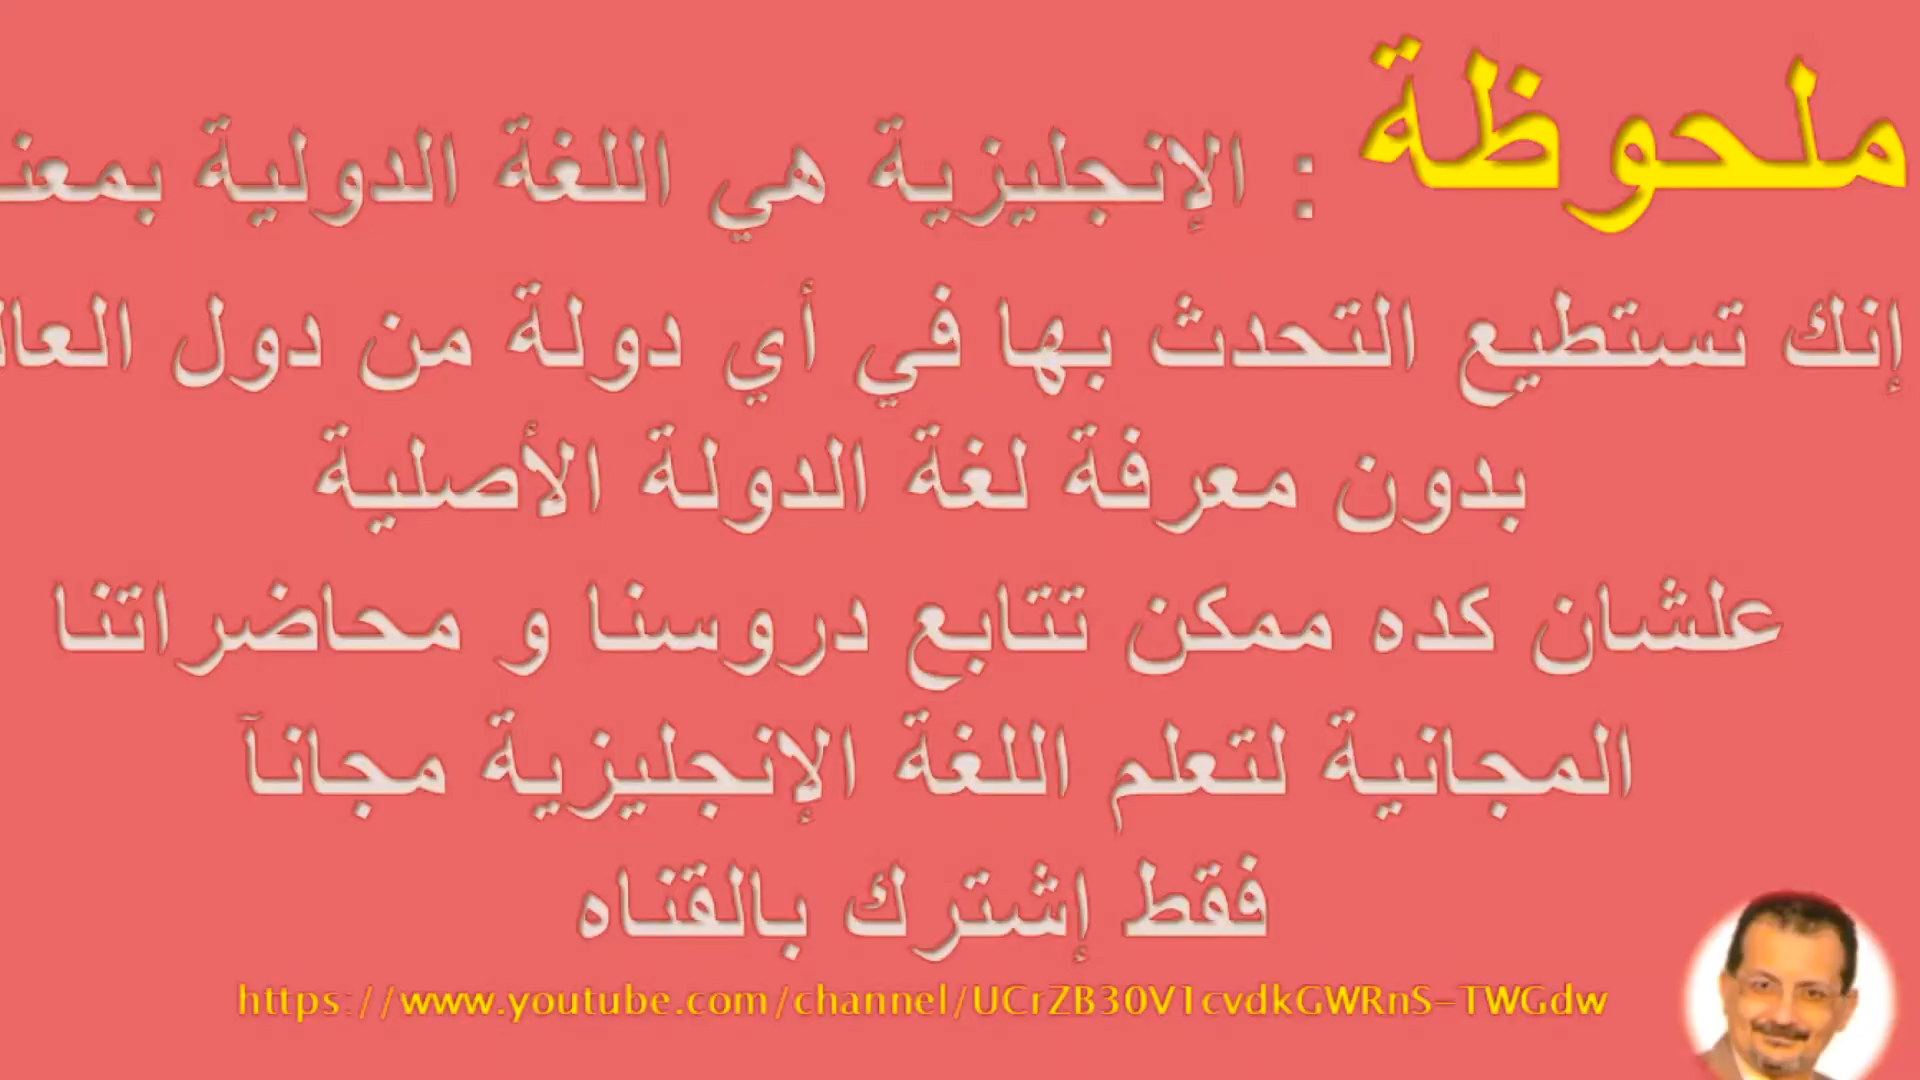 ملحوظة : الإنجليزية هي اللغة الدولية
إنك تستطيع التحدث بها في أي دولة من دول
بدون معرفة لغة الدولة الأصلية
علشان كده ممكن تتابع دروسنا و محاضراتنا
المجانية لتعلم اللغة الإنجليزية مجانآ
فقط إشترك بالقناه
https://www.youtube.com/channel/UCrZB30V1cvdkGWRnS-TWGdw